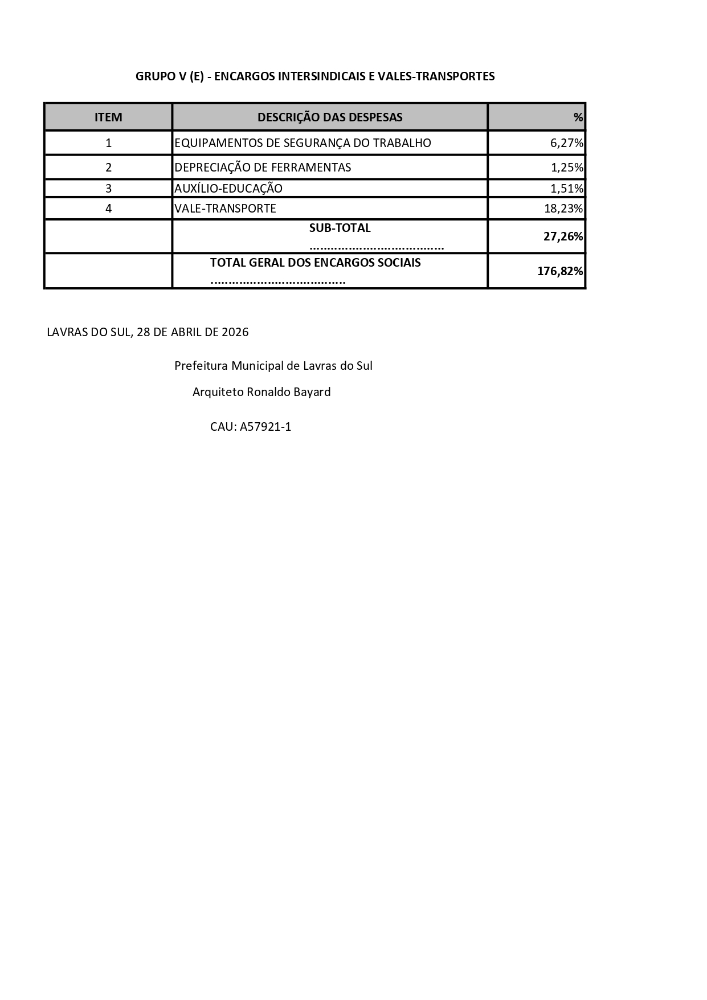 GRUPO V (E) - ENCARGOS INTERSINDICAIS E VALES-TRANSPORTES
ITEM DESCRIÇÃO DAS DESPESAS %
1 EQUIPAMENTOS DE SEGURANÇA DO TRABALHO 6,27%
2 DEPRECIAÇÃO DE FERRAMENTAS 1,25%
3 AUXÍLIO-EDUCAÇÃO 1,51%
4 VALE-TRANSPORTE 18,23%
SUB-TOTAL
...................................... 27,26%
TOTAL GERAL DOS ENCARGOS SOCIAIS
...................................... 176,82%
LAVRAS DO SUL, 28 DE ABRIL DE 2026
Prefeitura Municipal de Lavras do Sul
Arquiteto Ronaldo Bayard
CAU: A57921-1